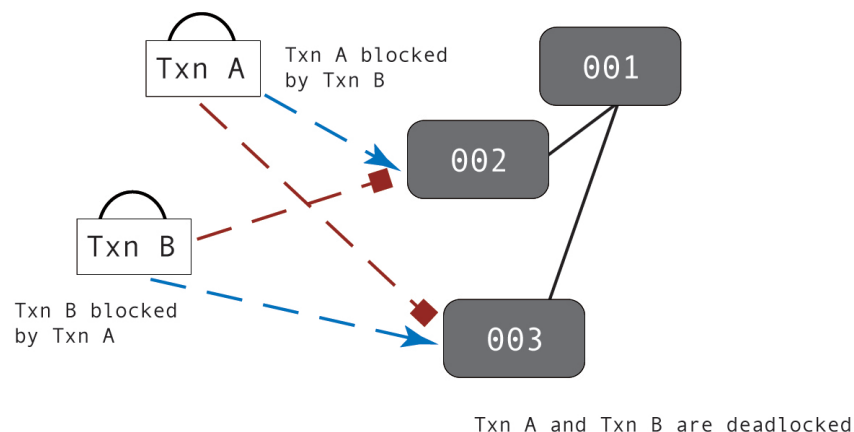 Txn A
Txn A blocked
by Txn B
001
002
Txn B
Txn B blocked
by Txn A
003
Txn A and Txn B are deadlocked